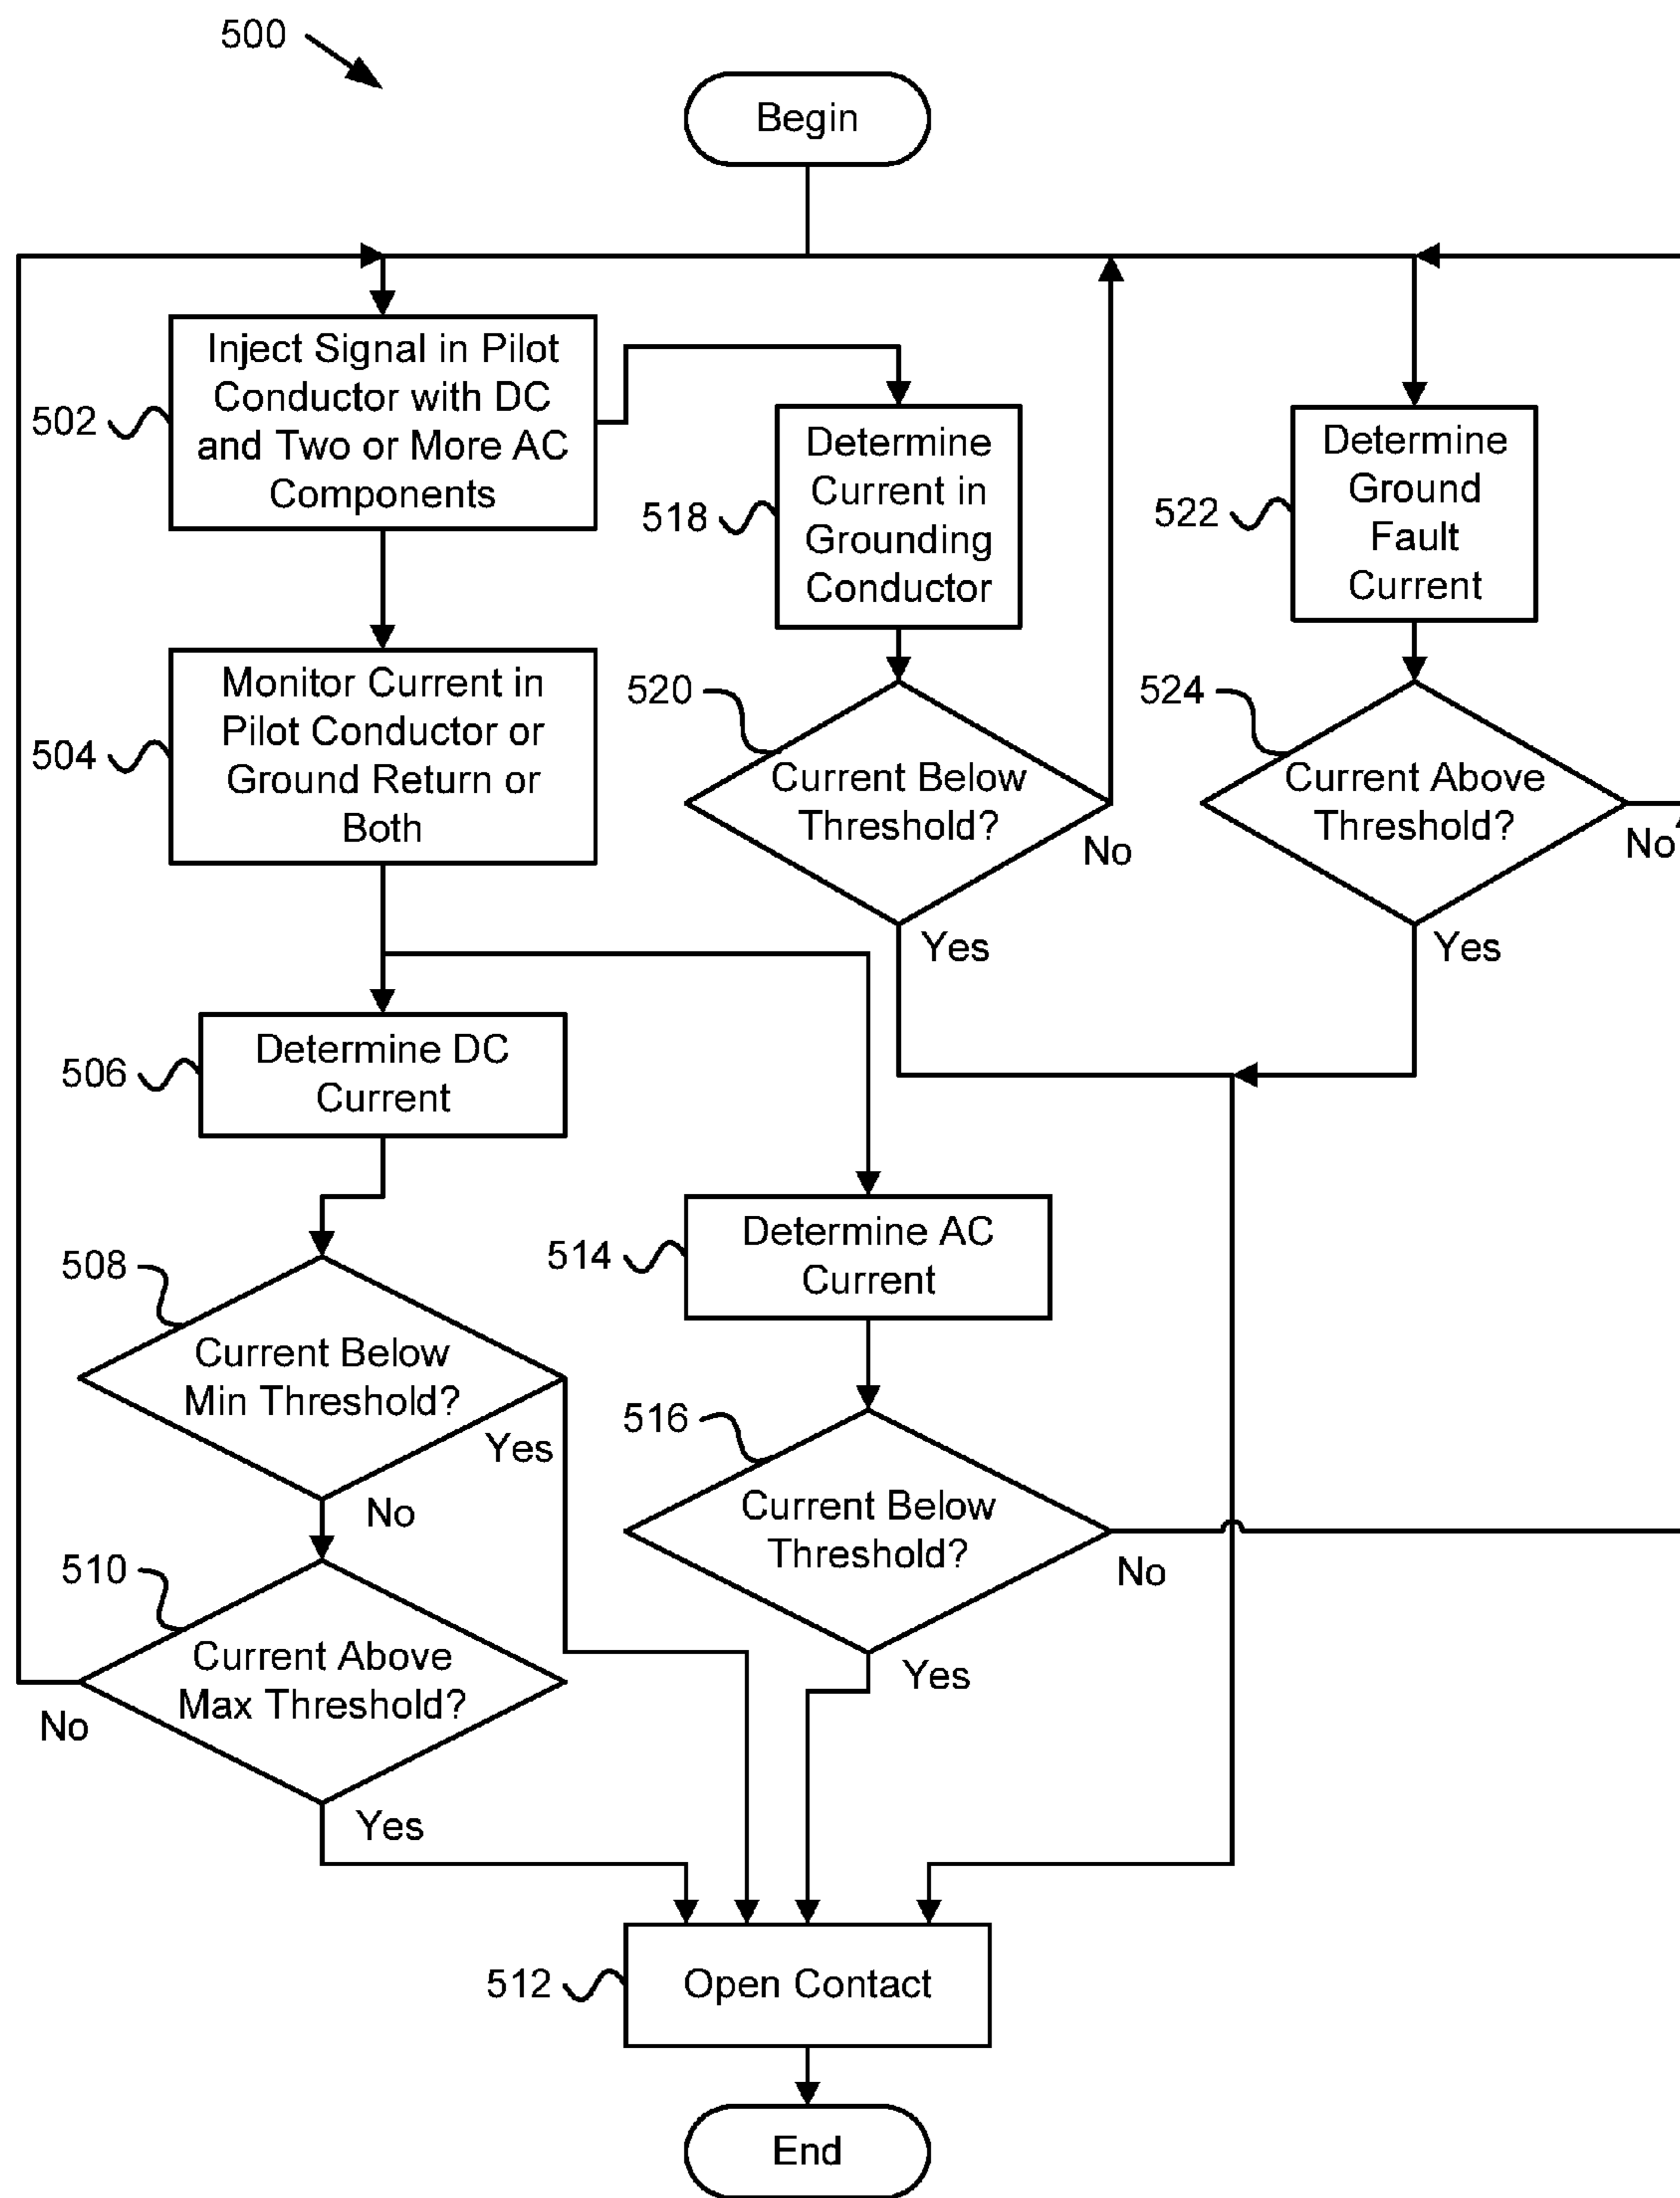 500
Begin
502
Inject Signal in Pilot
Conductor with DC
and Two or More AC
Components
518
Determine
Current in
Grounding
Conductor
522
Determine
Ground
Fault
Current
504
Monitor Current in
Pilot Conductor or
Ground Return or
Both
520
Current Below
Threshold?
No
Yes
524
Current Above
Threshold?
No
Yes
506
Determine DC
Current
514
Determine AC
Current
508
Current Below
Min Threshold?
Yes
No
516
Current Below
Threshold?
No
Yes
510
Current Above
Max Threshold?
No
Yes
512
Open Contact
End